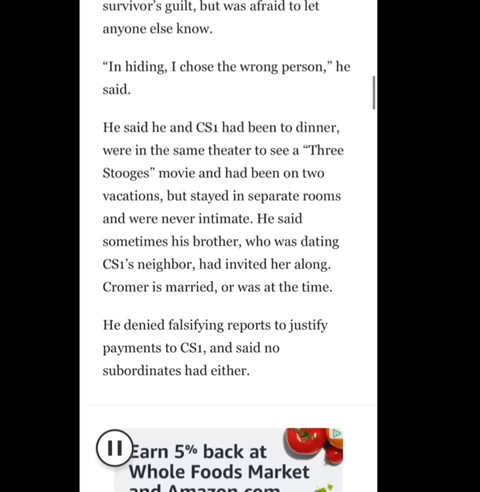 survivor’s guilt, but was afraid to let
anyone else know.
“In hiding, I chose the wrong person,” he
said.
He said he and CS1 had been to dinner,
were in the same theater to see a “Three
Stooges” movie and had been on two
vacations, but stayed in separate rooms
and were never intimate. He said
sometimes his brother, who was dating
CS1’s neighbor, had invited her along.
Cromer is married, or was at the time.
He denied falsifying reports to justify
payments to CS1, and said no
subordinates had either.
Earn 5% back at
Whole Foods Market
and Amazon.com